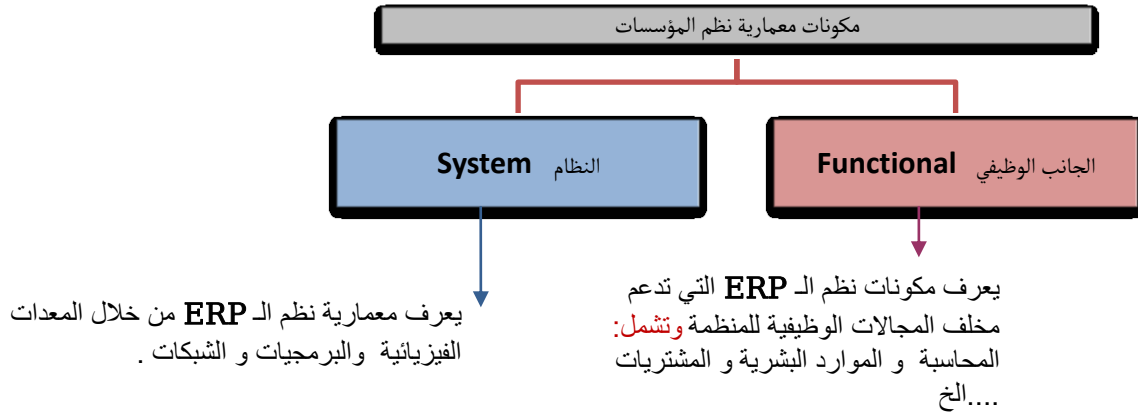 مكونات معمارية نظم المؤسسات
الجانب الوظيفي Functional
النظام System
يعرف مكونات نظم الـ ERP التي تدعم
مخلف المجالات الوظيفية للمنظمة وتشمل:
المحاسبة و الموارد البشرية و المشتريات
....الخ
يعرف معمارية نظم الـ ERP من خلال المعدات
الفيزيائية والبرمجيات و الشبكات .